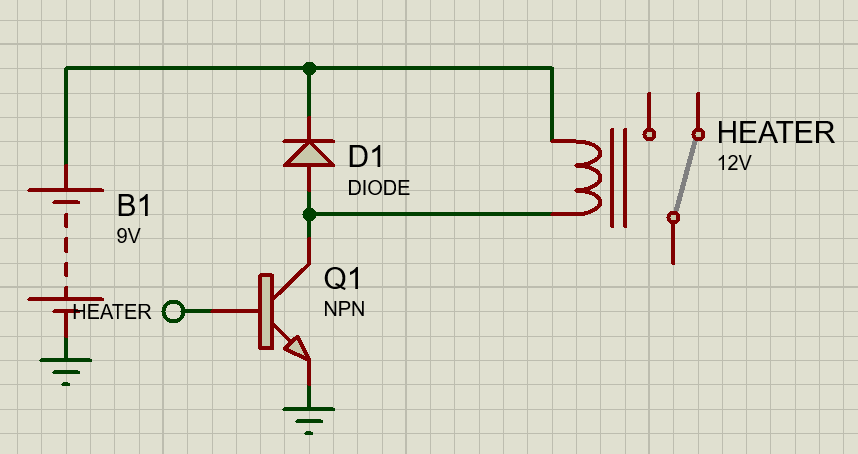 HEATER
12V
D1
DIODE
B1
9V
Q1
NPN
HEATER